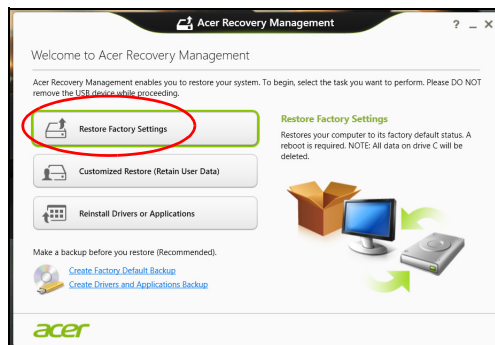 Acer Recovery Management
? _ X
Welcome to Acer Recovery Management
Acer Recovery Management enables you to restore your system. To begin, select the task you want to perform. Please DO NOT
remove the USB device while proceeding.
Restore Factory Settings
Customized Restore (Retain User Data)
Reinstall Drivers or Applications
Restore Factory Settings
Restores your computer to its factory default status. A
reboot is required. NOTE: All data on drive C will be
deleted.
Make a backup before you restore (Recommended).
Create Factory Default Backup
Create Drivers and Applications Backup
acer